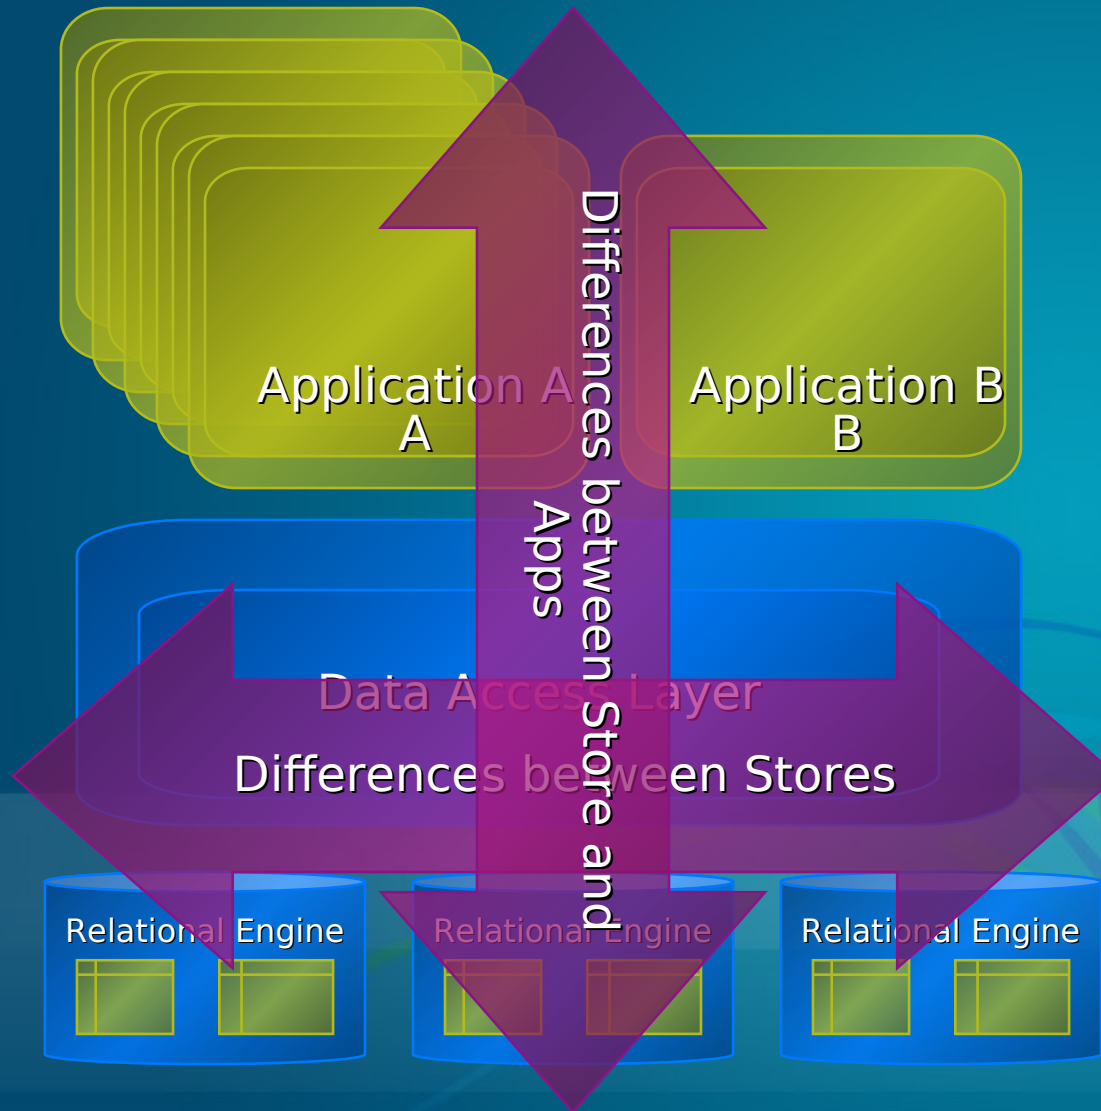 Application A
A
Application B
B
Differences between Store and
Apps
Data Access Layer
Differences between Stores
Relational Engine
Relational Engine
Relational Engine